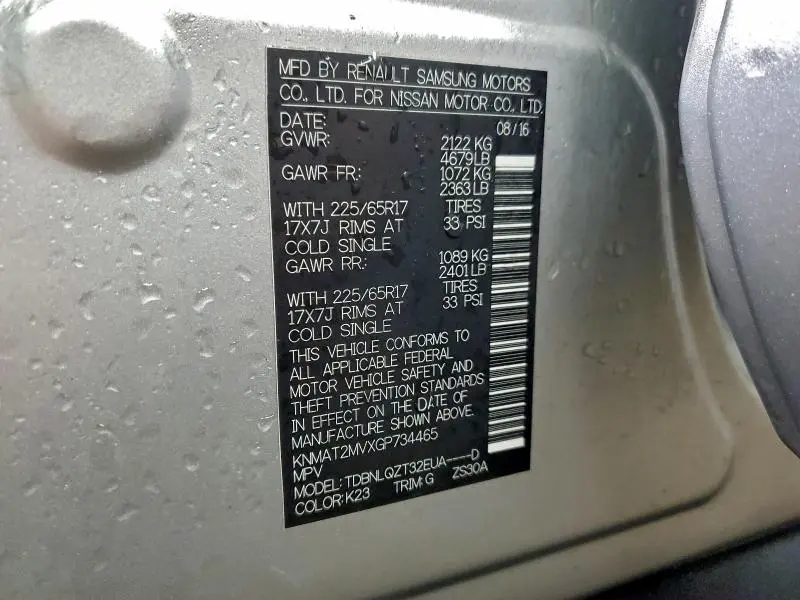 MFD BY RENAULT SAMSUNG MOTORS
CO., LTD. FOR NISSAN MOTOR CO., LTD.
DATE: 08/16
GVWR: 2122 KG
4679LB
GAWR FR.: 1072 KG
2363 LB
WITH 225/65R17 TIRES
17X7J RIMS AT 33 PSI
COLD SINGLE
GAWR RR.: 1089 KG
2401LB
WITH 225/65R17 TIRES
17X7J RIMS AT 33 PSI
COLD SINGLE
THIS VEHICLE CONFORMS TO
ALL APPLICABLE FEDERAL
MOTOR VEHICLE SAFETY AND
THEFT PREVENTION STANDARDS
IN EFFECT ON THE DATE OF
MANUFACTURE SHOWN ABOVE.
KNMAT2MVXGP734465
MPV
MODEL: TDBNLQZT32EUA----D
COLOR: K23 TRIM: G ZS30A